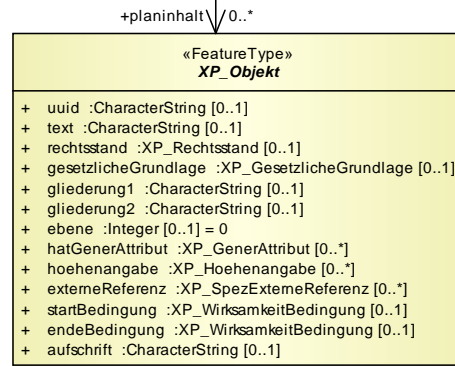 +planinhalt 0..*
«FeatureType»
XP_Objekt
+ uuid :CharacterString [0..1]
+ text :CharacterString [0..1]
+ rechtsstand :XP_Rechtsstand [0..1]
+ gesetzlicheGrundlage :XP_GesetzlicheGrundlage [0..1]
+ gliederung1 :CharacterString [0..1]
+ gliederung2 :CharacterString [0..1]
+ ebene :Integer [0..1] = 0
+ hatGenerAttribut :XP_GenerAttribut [0..*]
+ hoehenangabe :XP_Hoehenangabe [0..*]
+ externeReferenz :XP_SpezExterneReferenz [0..*]
+ startBedingung :XP_WirksamkeitBedingung [0..1]
+ endeBedingung :XP_WirksamkeitBedingung [0..1]
+ aufschrift :CharacterString [0..1]